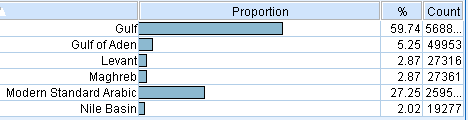 Proportion % Count
Gulf 59.74 5688...
Gulf of Aden 5.25 49953
Levant 2.87 27316
Maghreb 2.87 27361
Modern Standard Arabic 27.25 2595...
Nile Basin 2.02 19277